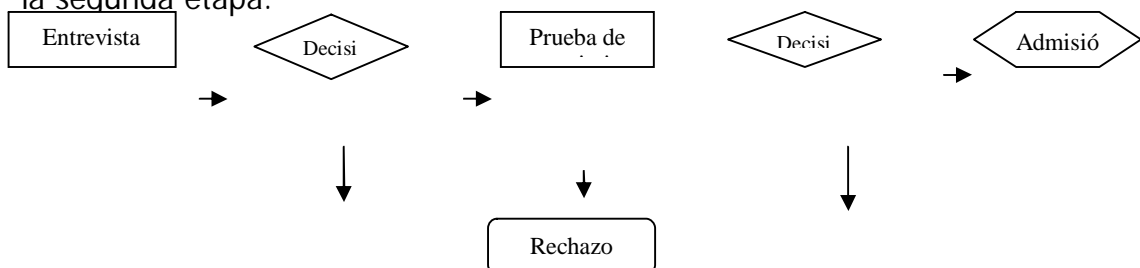 la segunda etapa.
Entrevista
Decisi
Prueba de
Decisi
Admisió
Rechazo